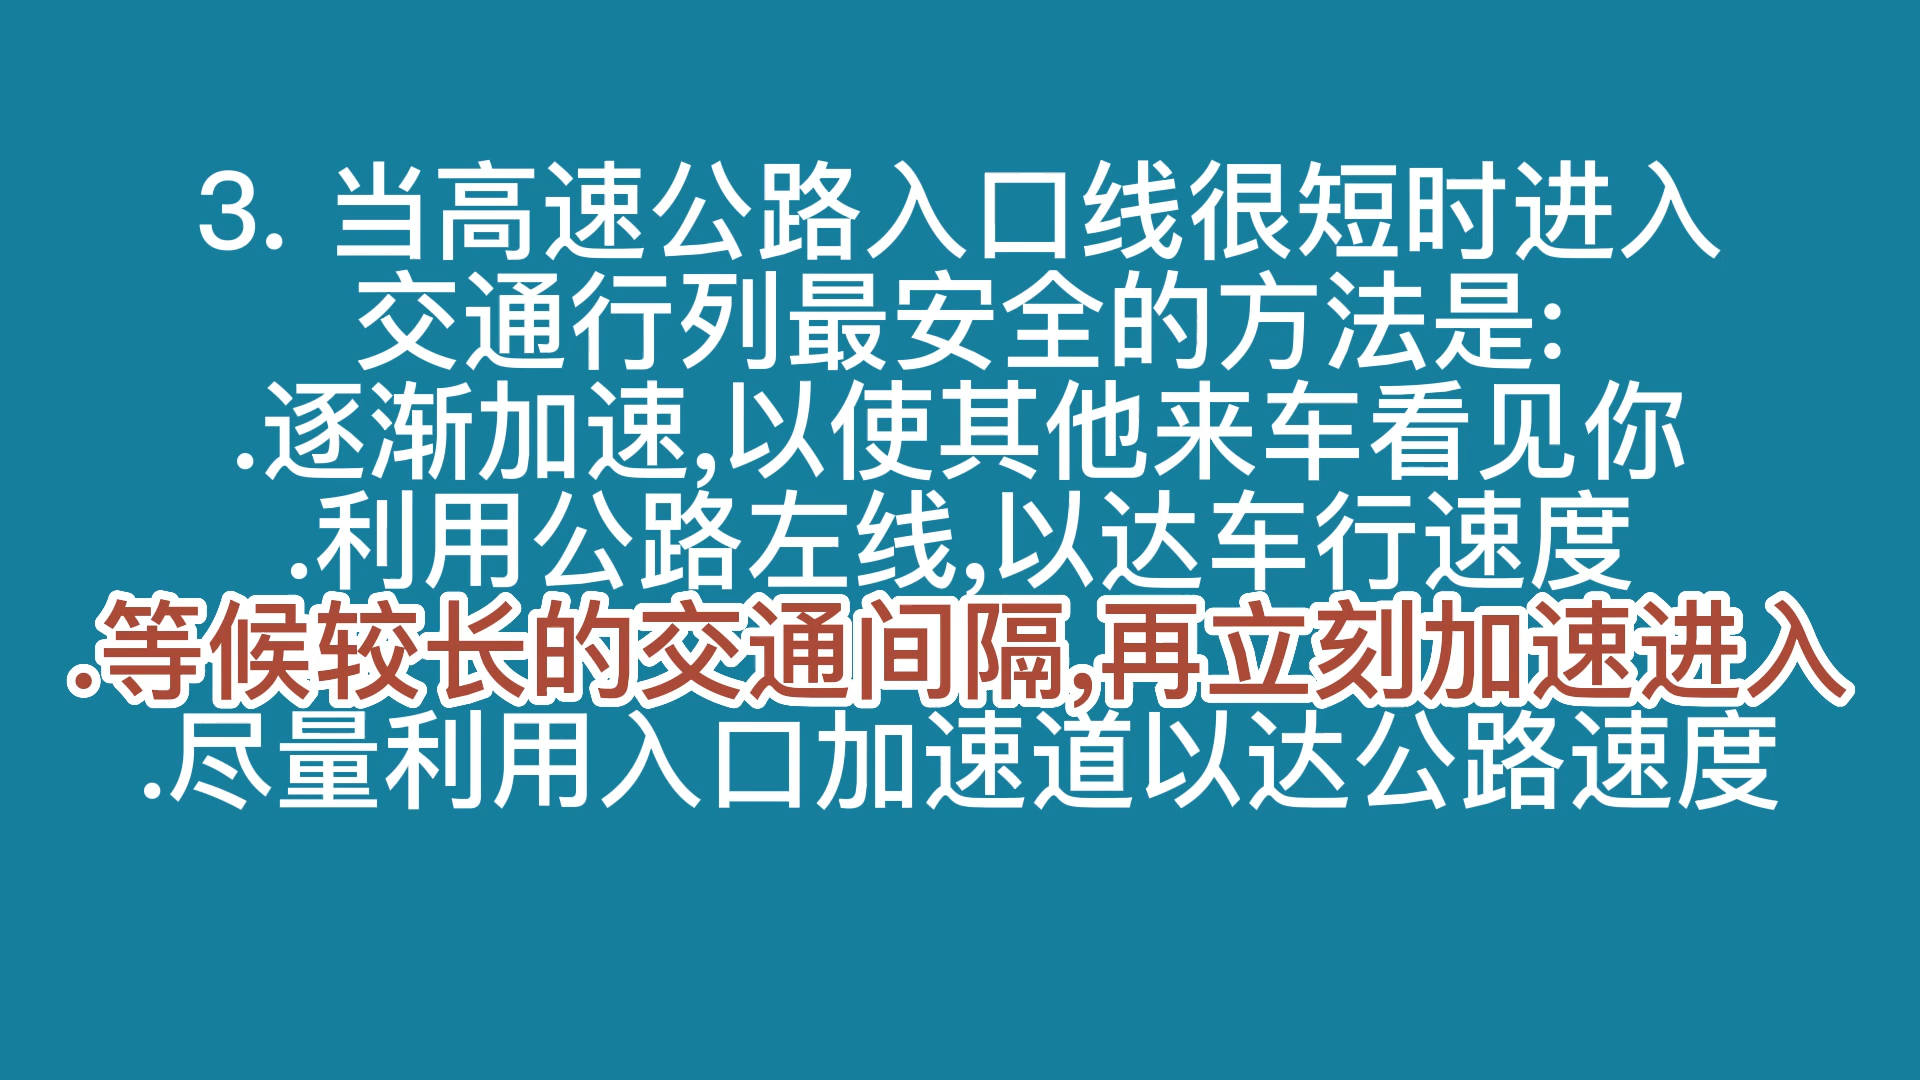 3. 当高速公路入口线很短时进入
交通行列最安全的方法是:
.逐渐加速,以使其他来车看见你
.利用公路左线,以达车行速度
.等候较长的交通间隔,再立刻加速进入
.尽量利用入口加速道以达公路速度